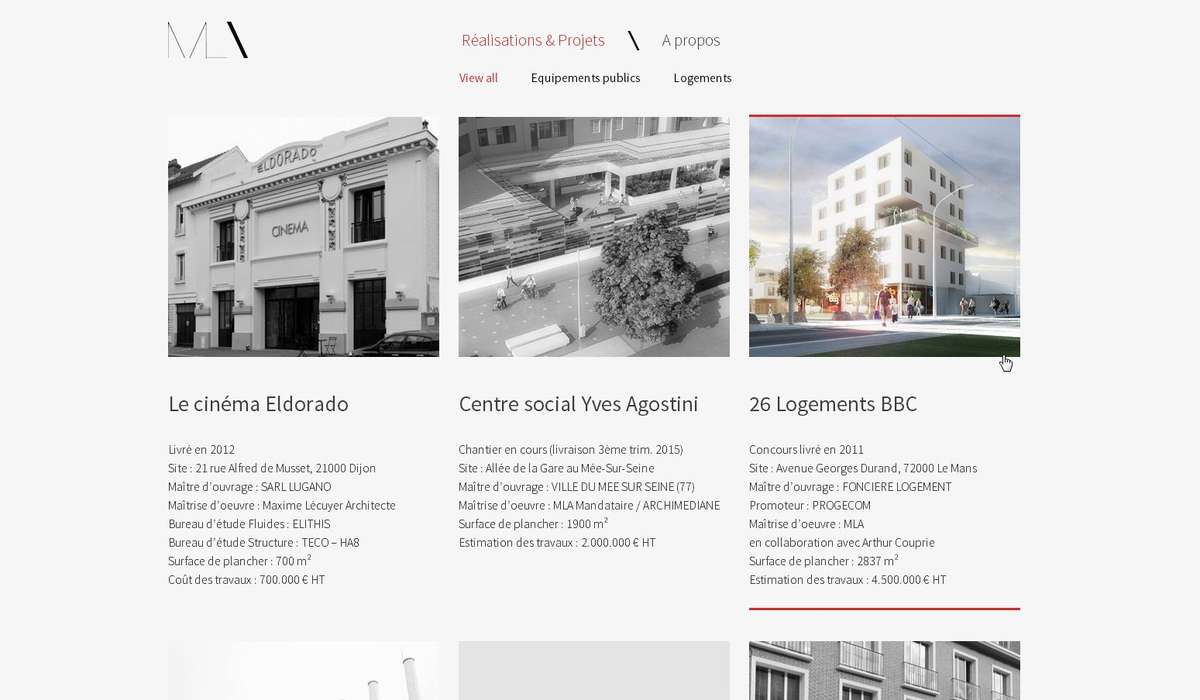 ML\
Réalisations & Projets \ A propos
View all Equipements publics Logements
ELDORADO
CINEMA
Le cinéma Eldorado
Livré en 2012
Site : 21 rue Alfred de Musset, 21000 Dijon
Maître d'ouvrage : SARL LUGANO
Maîtrise d'oeuvre : Maxime Lécuyer Architecte
Bureau d'étude Fluides : ELITHIS
Bureau d'étude Structure : TECO – HA8
Surface de plancher : 700 m²
Coût des travaux : 700.000 € HT
Centre social Yves Agostini
Chantier en cours (livraison 3ème trim. 2015)
Site : Allée de la Gare au Mée-Sur-Seine
Maître d'ouvrage : VILLE DU MEE SUR SEINE (77)
Maîtrise d'oeuvre : MLA Mandataire / ARCHIMEDIANE
Surface de plancher : 1900 m²
Estimation des travaux : 2.000.000 € HT
26 Logements BBC
Concours livré en 2011
Site : Avenue Georges Durand, 72000 Le Mans
Maître d'ouvrage : FONCIERE LOGEMENT
Promoteur : PROGECOM
Maîtrise d'oeuvre : MLA
en collaboration avec Arthur Couprie
Surface de plancher : 2837 m²
Estimation des travaux : 4.500.000 € HT